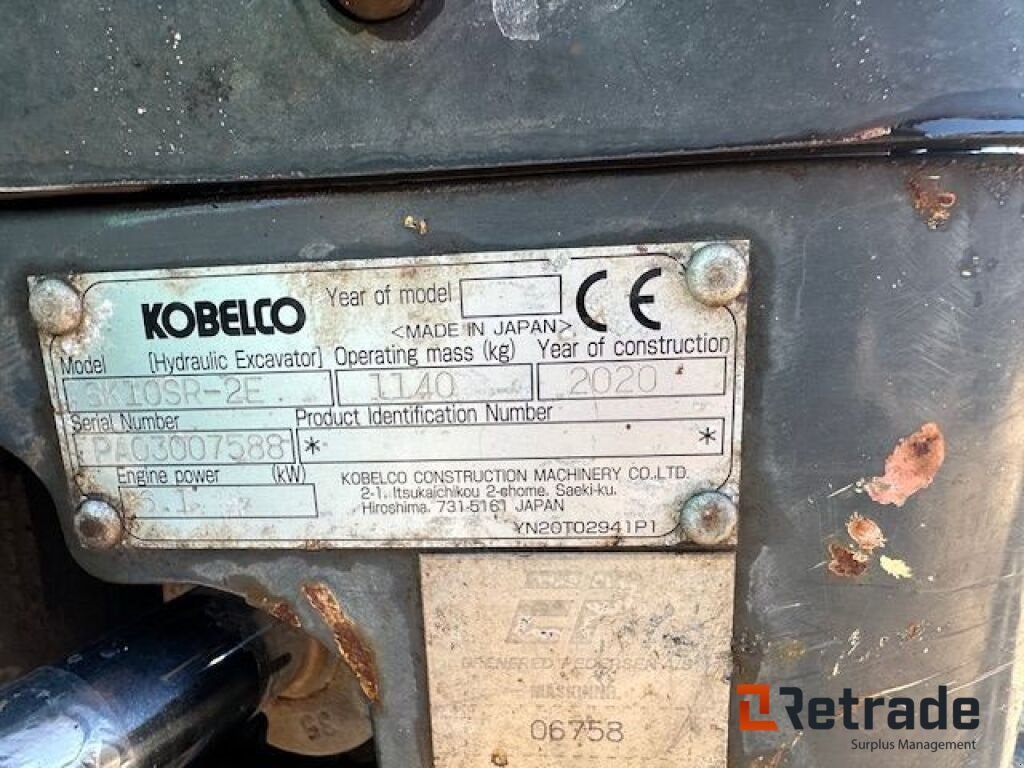 KOBELCO
Year of model
CE
<MADE IN JAPAN>
Model [Hydraulic Excavator] Operating mass (kg) Year of construction
SK10SR-2E 1140 2020
Serial Number Product Identification Number
PA03007588 * *
Engine power (kW)
KOBELCO CONSTRUCTION MACHINERY CO.,LTD.
2-1, Itsukaichikou 2-chome, Saeki-ku,
Hiroshima, 731-5161 JAPAN
YN20T02941P1
MASKINNR.
06758
Retrade
Surplus Management